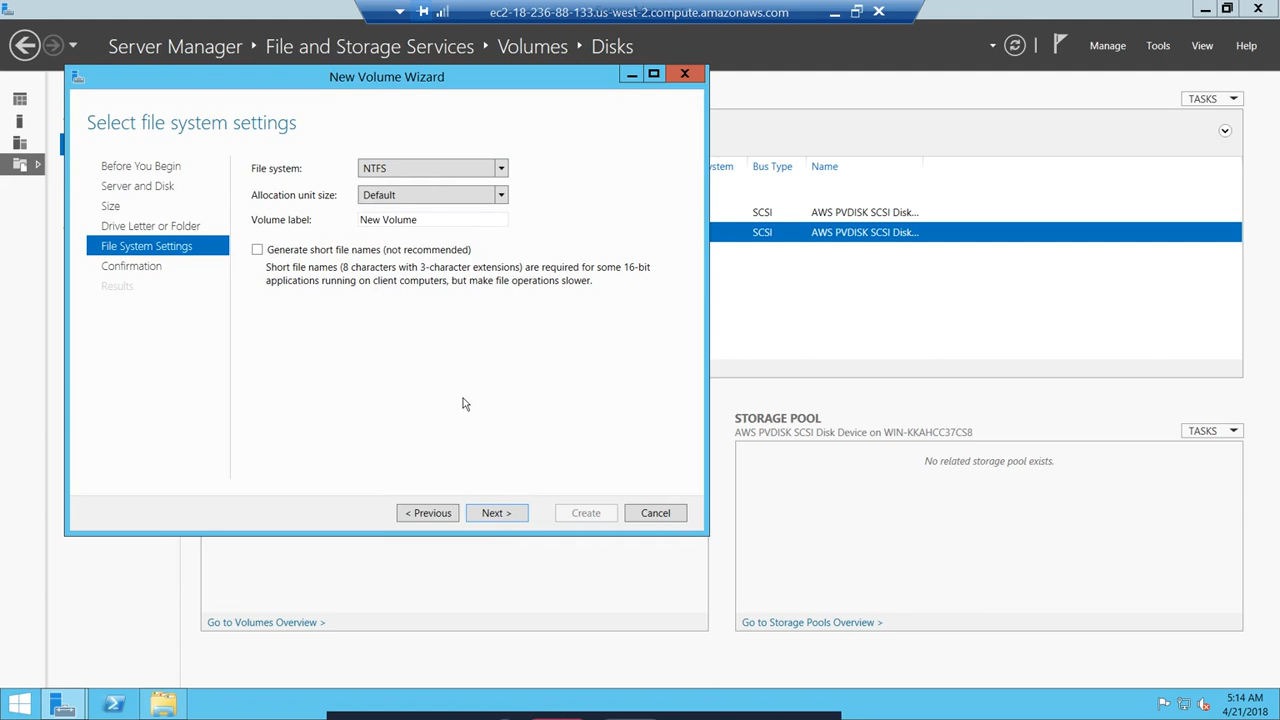 ec2-18-236-88-133.us-west-2.compute.amazonaws.com
Server Manager ‣ File and Storage Services ‣ Volumes ‣ Disks
Manage Tools View Help
New Volume Wizard
Select file system settings
Before You Begin
Server and Disk
Size
Drive Letter or Folder
File System Settings
Confirmation
Results
File system: NTFS
Allocation unit size: Default
Volume label: New Volume
Generate short file names (not recommended)
Short file names (8 characters with 3-character extensions) are required for some 16-bit
applications running on client computers, but make file operations slower.
< Previous Next > Create Cancel
TASKS
Bus Type Name
SCSI AWS PVDISK SCSI Disk...
SCSI AWS PVDISK SCSI Disk...
STORAGE POOL
AWS PVDISK SCSI Disk Device on WIN-KKAHCC37CS8
TASKS
No related storage pool exists.
Go to Volumes Overview >
Go to Storage Pools Overview >
5:14 AM
4/21/2018